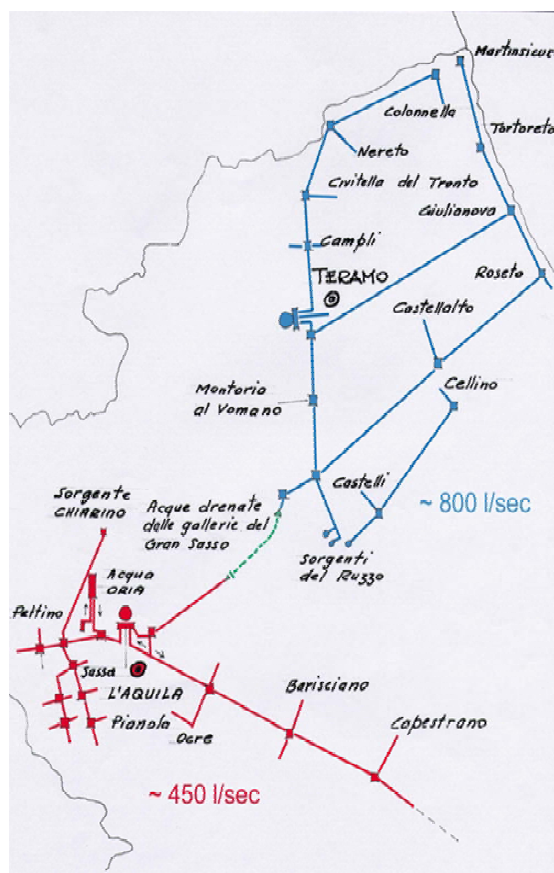 Martinsicur
Colonnella
Tortoreto
Nereto
Civitella del Tronto
Giulianova
Campli
TERAMO
Roseto
Castellalto
Cellino
Montorio
al Vomano
Sorgente
CHIARINO
Acque drenate
dalle gallerie del
Gran Sasso
Castelli
~ 800 l/sec
Sorgenti
del Ruzzo
Acqua
ORIA
Pettino
Sassa
L'AQUILA
Barisciano
Pianola
Ocre
Capestrano
~ 450 l/sec